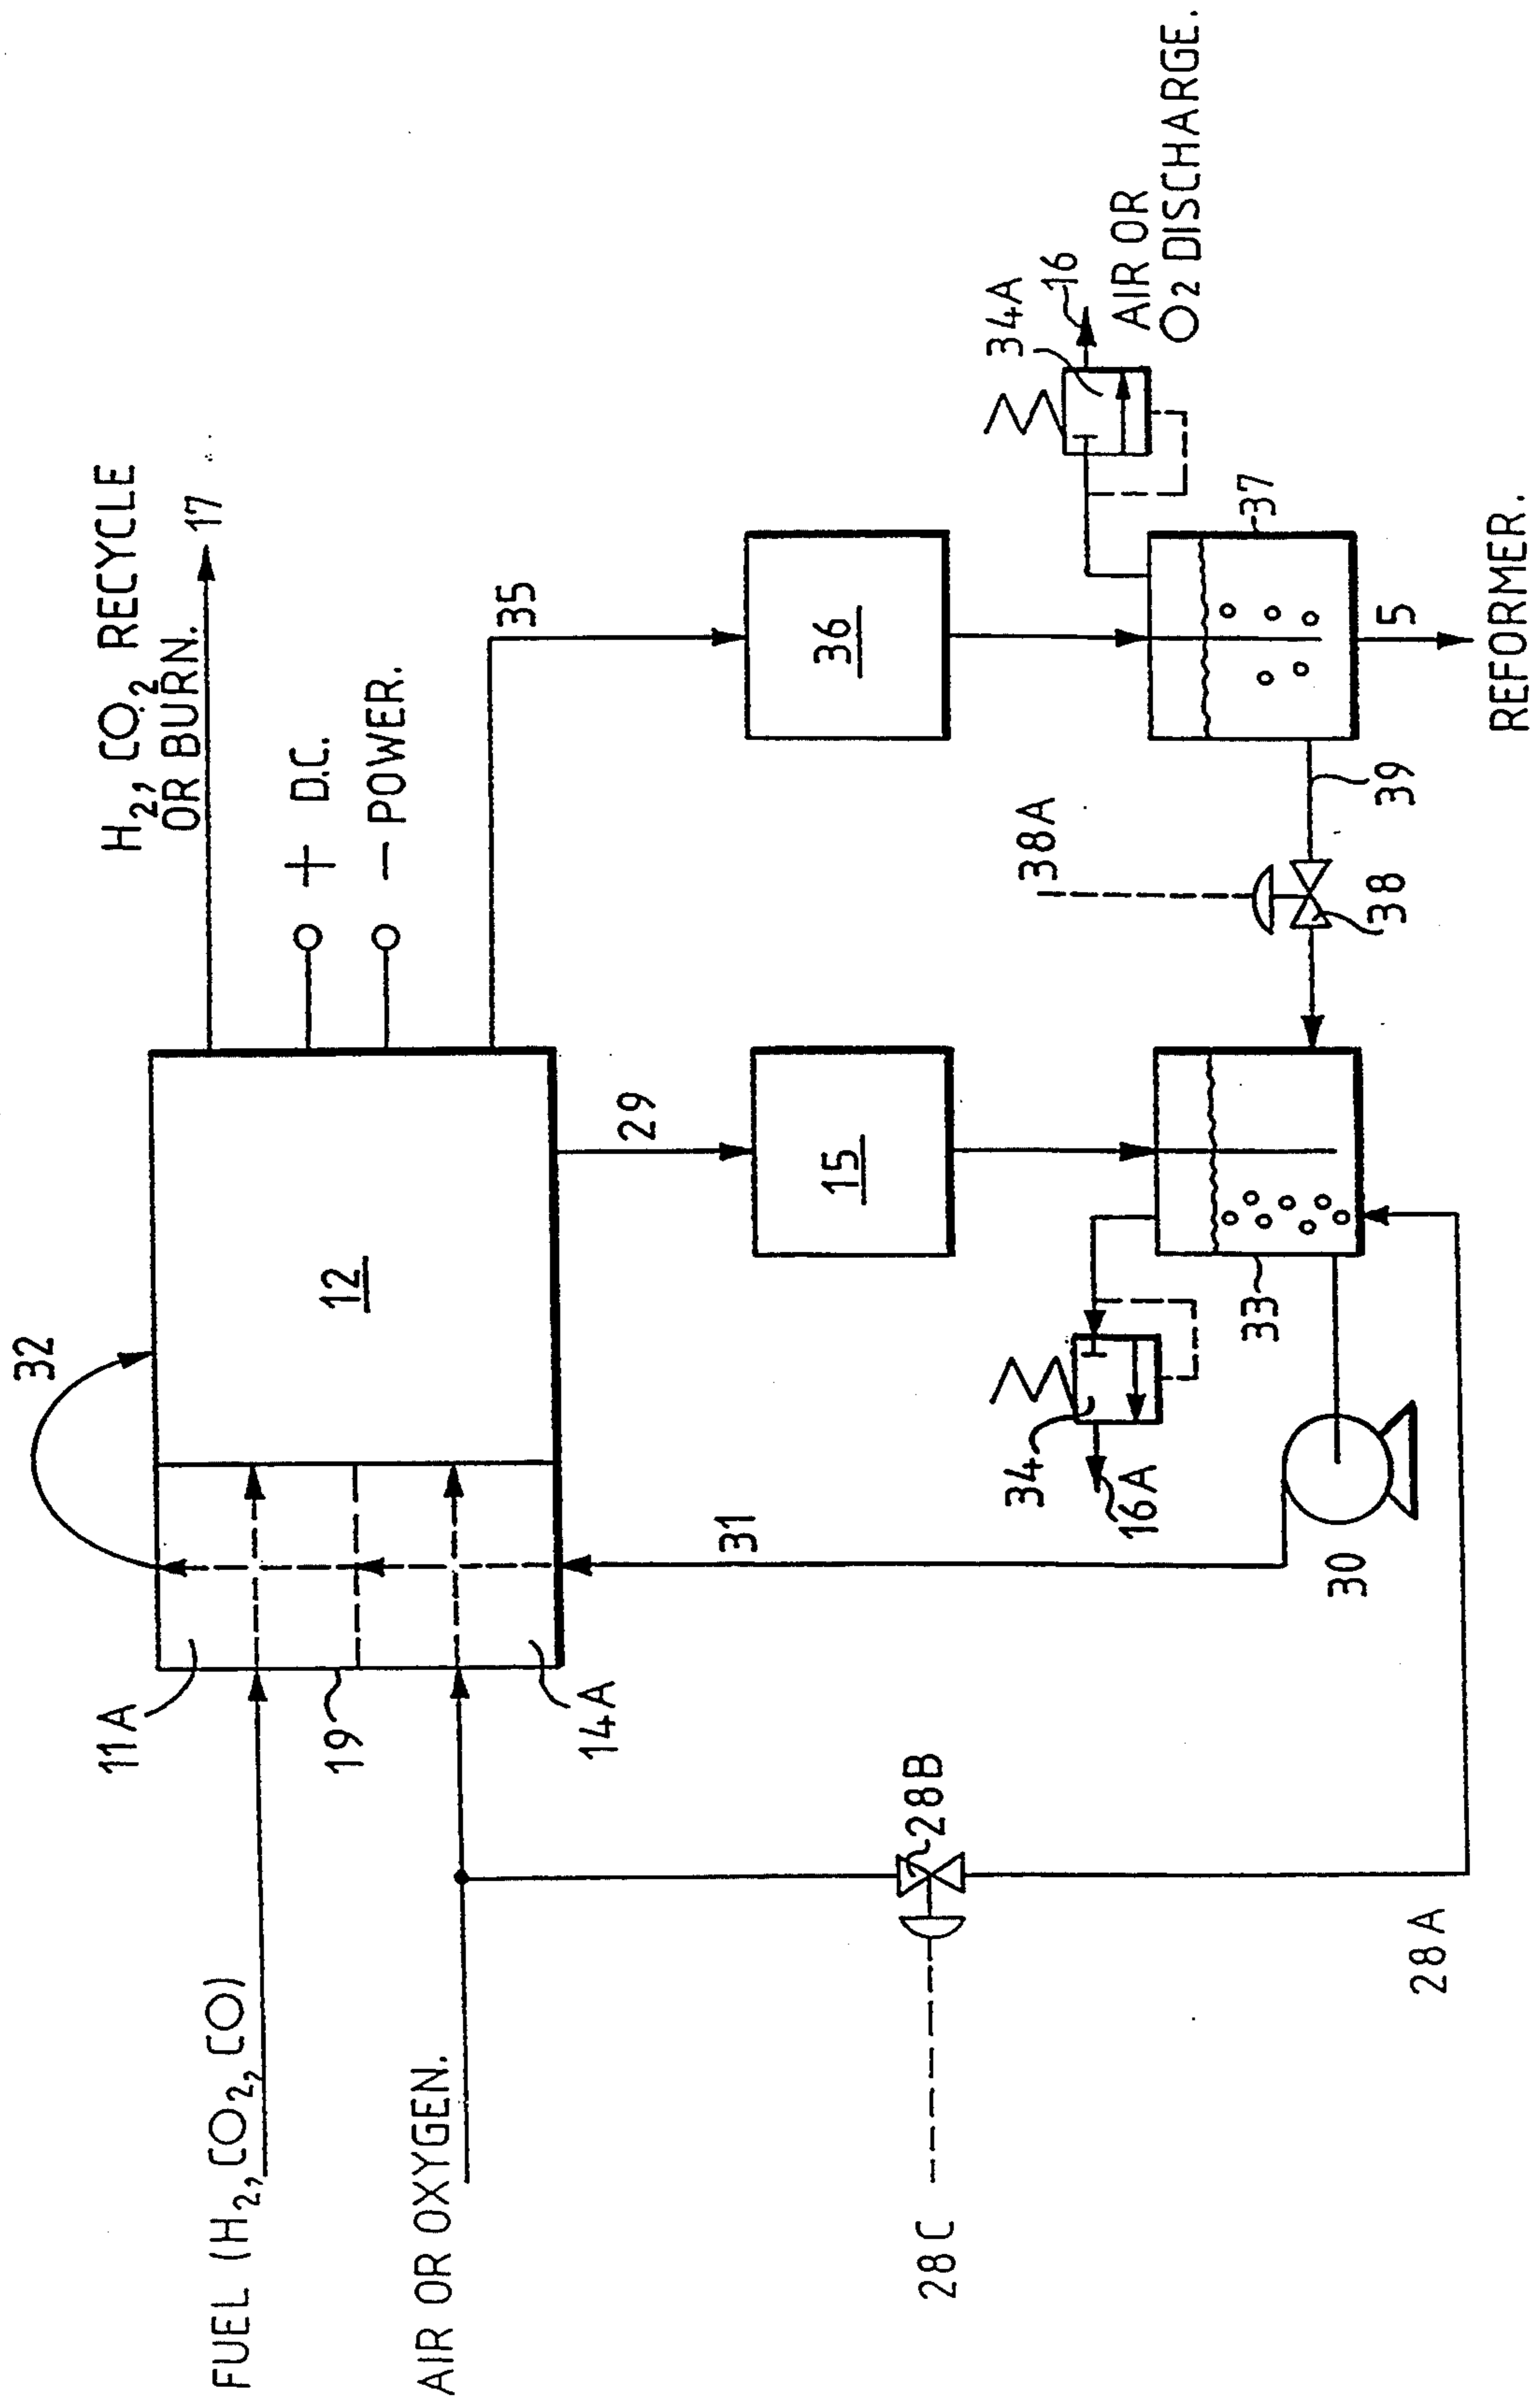 H2, CO2 RECYCLE
OR BURN.
17
32
+ D.C.
– POWER.
12
11A
19
14A
FUEL (H2, CO2, CO)
AIR OR OXYGEN.
35
29
31
36
15
34A
16
AIR OR
O2 DISCHARGE.
37
5
REFORMER.
39
38A
38
33
34
16A
30
28B
28C
28A